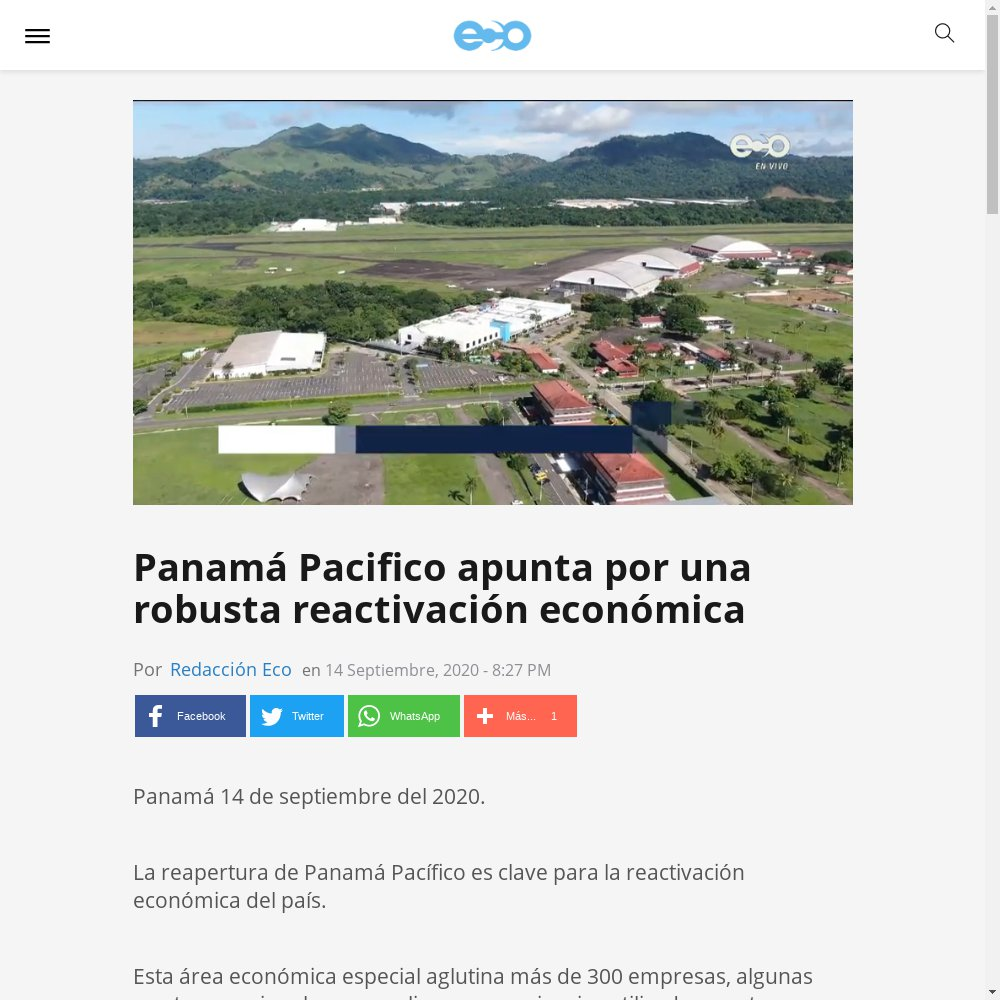 eco
eco
EN VIVO
Panamá Pacifico apunta por una
robusta reactivación económica
Por Redacción Eco en 14 Septiembre, 2020 - 8:27 PM
Facebook Twitter WhatsApp Más... 1
Panamá 14 de septiembre del 2020.
La reapertura de Panamá Pacífico es clave para la reactivación
económica del país.
Esta área económica especial aglutina más de 300 empresas, algunas